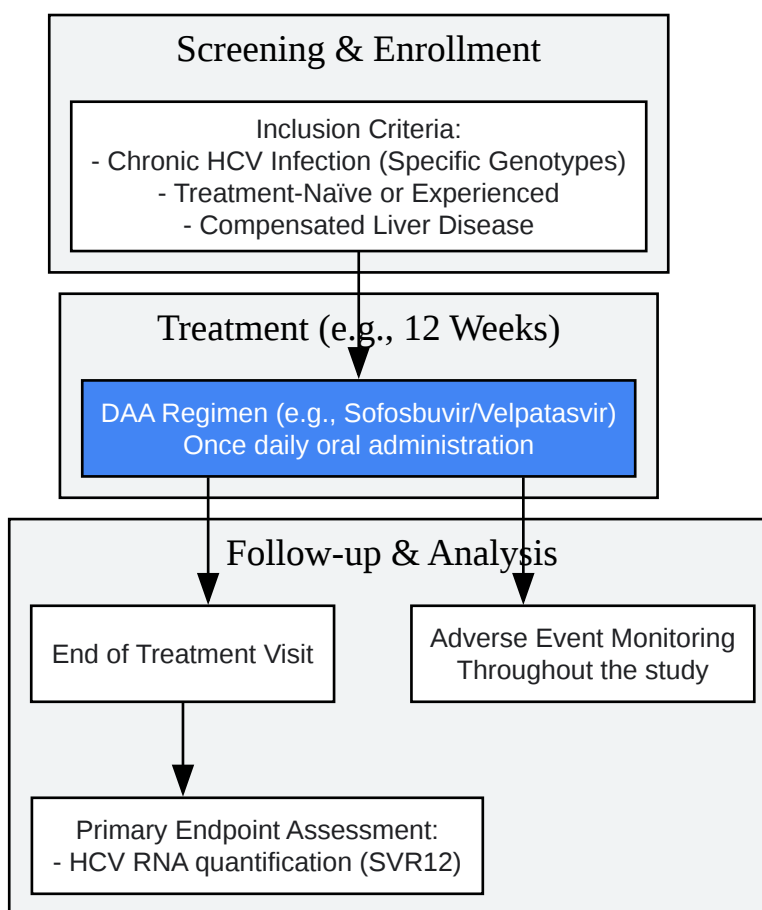 Screening & Enrollment
Inclusion Criteria:
- Chronic HCV Infection (Specific Genotypes)
- Treatment-Naïve or Experienced
- Compensated Liver Disease
Treatment (e.g., 12 Weeks)
DAA Regimen (e.g., Sofosbuvir/Velpatasvir)
Once daily oral administration
Follow-up & Analysis
End of Treatment Visit
Adverse Event Monitoring
Throughout the study
Primary Endpoint Assessment:
- HCV RNA quantification (SVR12)